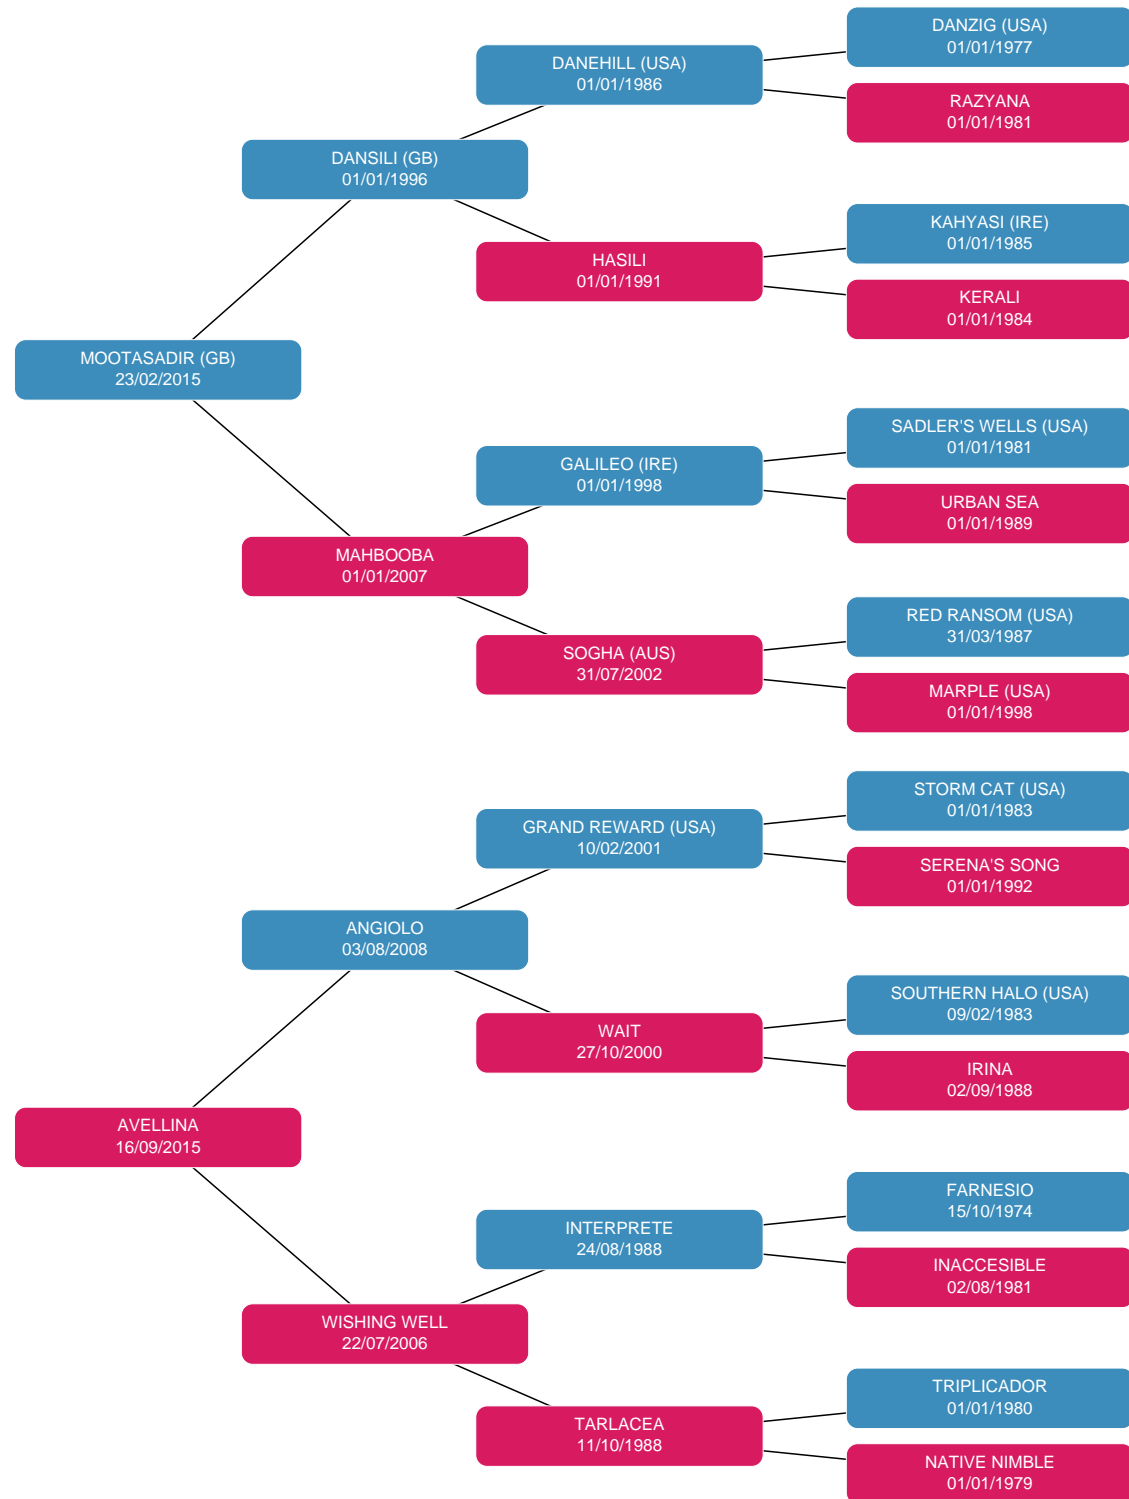 DANZIG (USA)
01/01/1977
DANEHILL (USA)
01/01/1986
RAZYANA
01/01/1981
DANSILI (GB)
01/01/1996
KAHYASI (IRE)
01/01/1985
HASILI
01/01/1991
KERALI
01/01/1984
MOOTASADIR (GB)
23/02/2015
SADLER'S WELLS (USA)
01/01/1981
GALILEO (IRE)
01/01/1998
URBAN SEA
01/01/1989
MAHBOOBA
01/01/2007
RED RANSOM (USA)
31/03/1987
SOGHA (AUS)
31/07/2002
MARPLE (USA)
01/01/1998
STORM CAT (USA)
01/01/1983
GRAND REWARD (USA)
10/02/2001
SERENA'S SONG
01/01/1992
ANGIOLO
03/08/2008
SOUTHERN HALO (USA)
09/02/1983
WAIT
27/10/2000
IRINA
02/09/1988
AVELLINA
16/09/2015
FARNESIO
15/10/1974
INTERPRETE
24/08/1988
INACCESIBLE
02/08/1981
WISHING WELL
22/07/2006
TRIPLICADOR
01/01/1980
TARLACEA
11/10/1988
NATIVE NIMBLE
01/01/1979